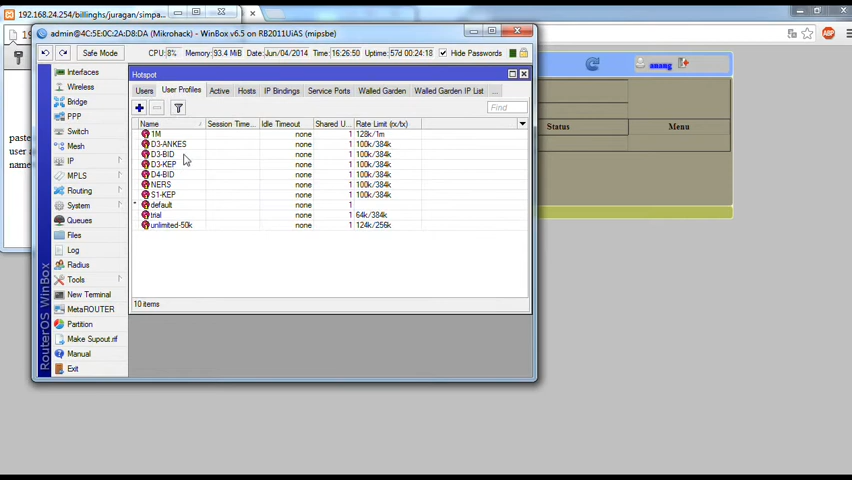 192.168.24.254/billinghs/juragan/simpa
admin@4C:5E:0C:2A:D8:DA (Mikrohack) - WinBox v6.5 on RB2011UiAS (mipsbe)
Safe Mode
CPU: 8% Memory: 93.4 MiB Date: Jun/04/2014 Time: 16:26:50 Uptime: 57d 00:24:18 Hide Passwords
ABP
anang
Interfaces
Wireless
Bridge
PPP
Switch
Mesh
IP
MPLS
Routing
System
Queues
Files
Log
Radius
Tools
New Terminal
MetaROUTER
Partition
Make Supout.rif
Manual
Exit
RouterOS WinBox
paste
user a
name
Hotspot
Users User Profiles Active Hosts IP Bindings Service Ports Walled Garden Walled Garden IP List ...
Find
Name Session Time... Idle Timeout Shared U... Rate Limit (rx/tx)
1M none 1 128k/1m
D3-ANKES none 1 100k/384k
D3-BID none 1 100k/384k
D3-KEP none 1 100k/384k
D4-BID none 1 100k/384k
NERS none 1 100k/384k
S1-KEP none 1 100k/384k
* default none 1
trial none 1 64k/384k
unlimited-50k none 1 124k/256k
10 items
Status Menu